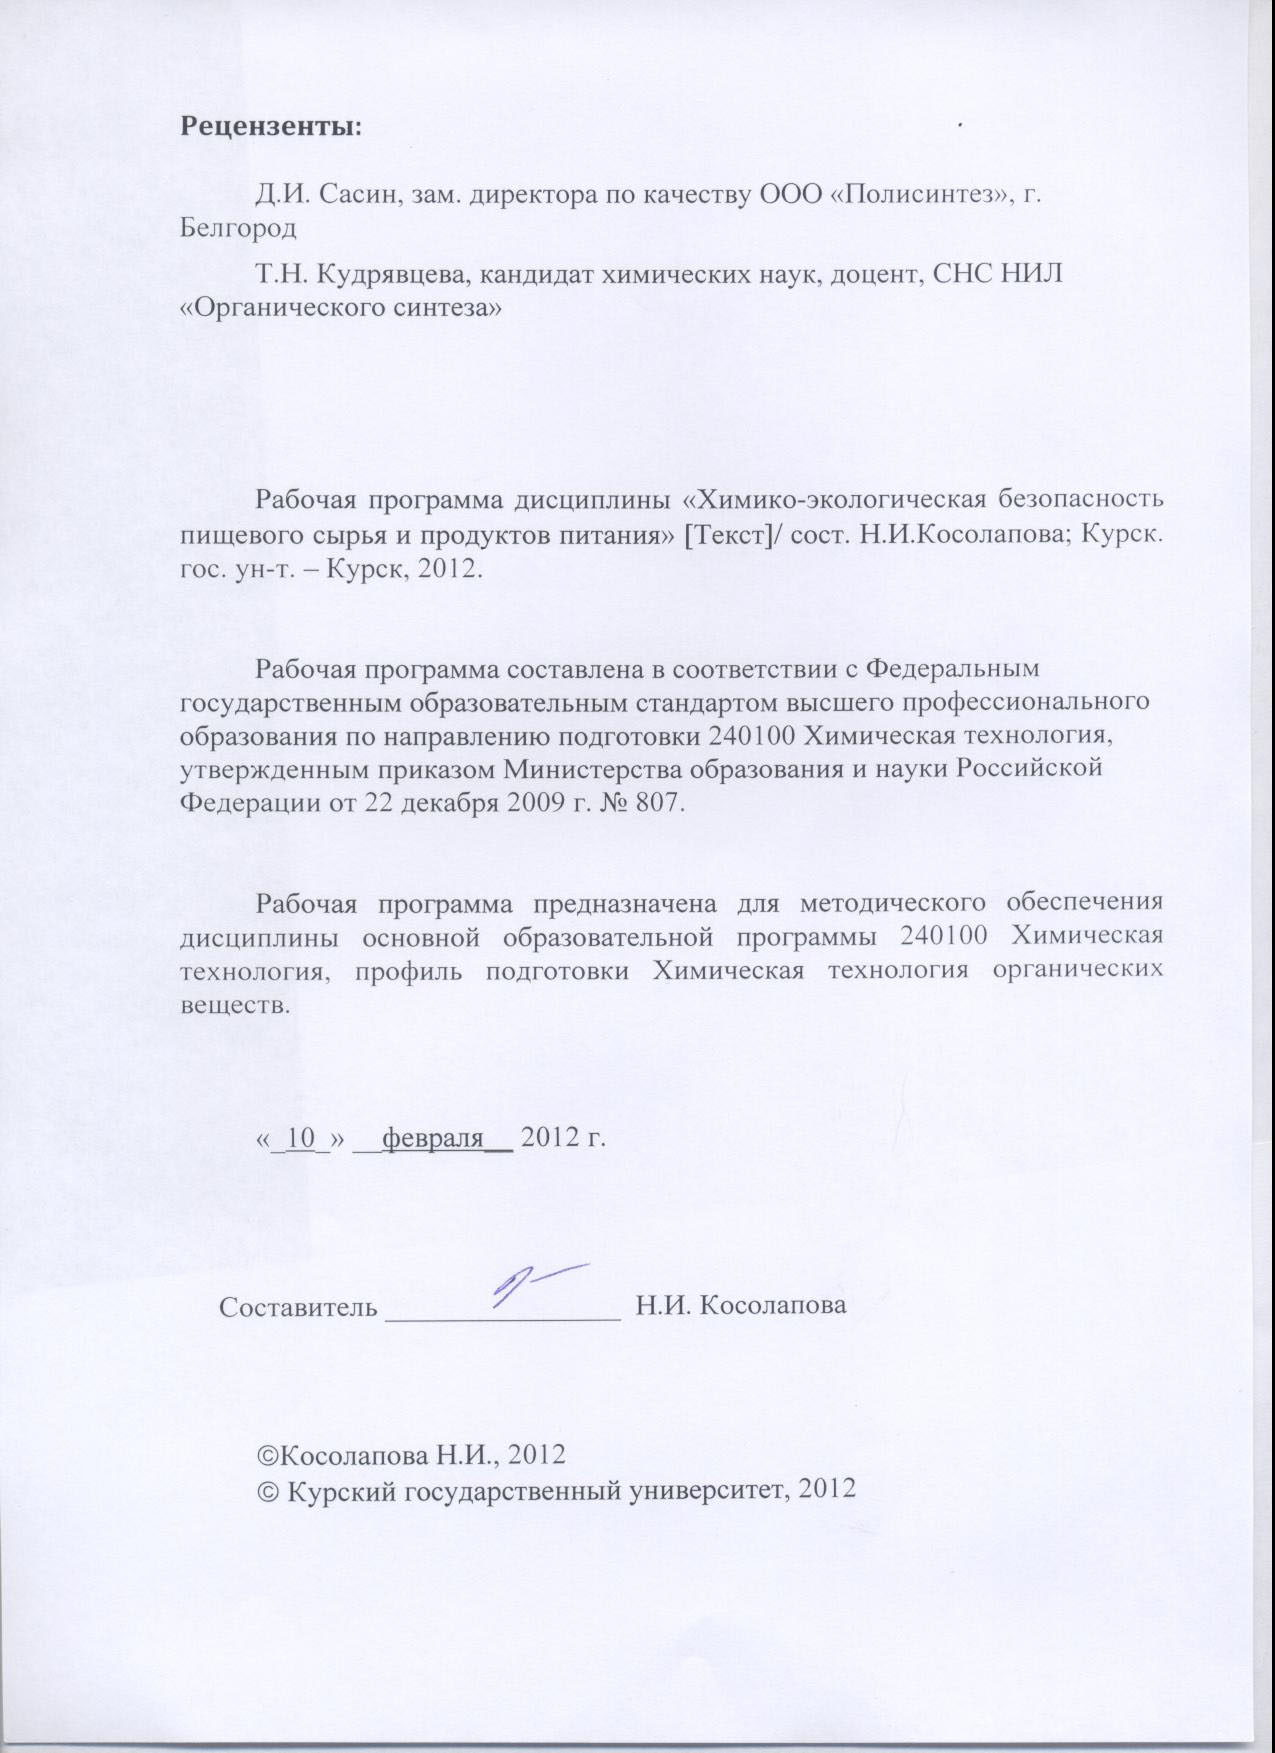 Рецензенты:
Д.И. Сасин, зам. директора по качеству ООО «Полисинтез», г.
Белгород
Т.Н. Кудрявцева, кандидат химических наук, доцент, СНС НИЛ
«Органического синтеза»
Рабочая программа дисциплины «Химико-экологическая безопасность
пищевого сырья и продуктов питания» [Текст]/ сост. Н.И.Косолапова; Курск.
гос. ун-т. – Курск, 2012.
Рабочая программа составлена в соответствии с Федеральным
государственным образовательным стандартом высшего профессионального
образования по направлению подготовки 240100 Химическая технология,
утвержденным приказом Министерства образования и науки Российской
Федерации от 22 декабря 2009 г. № 807.
Рабочая программа предназначена для методического обеспечения
дисциплины основной образовательной программы 240100 Химическая
технология, профиль подготовки Химическая технология органических
веществ.
«_10_» __февраля__ 2012 г.
Составитель ________________ Н.И. Косолапова
©Косолапова Н.И., 2012
© Курский государственный университет, 2012